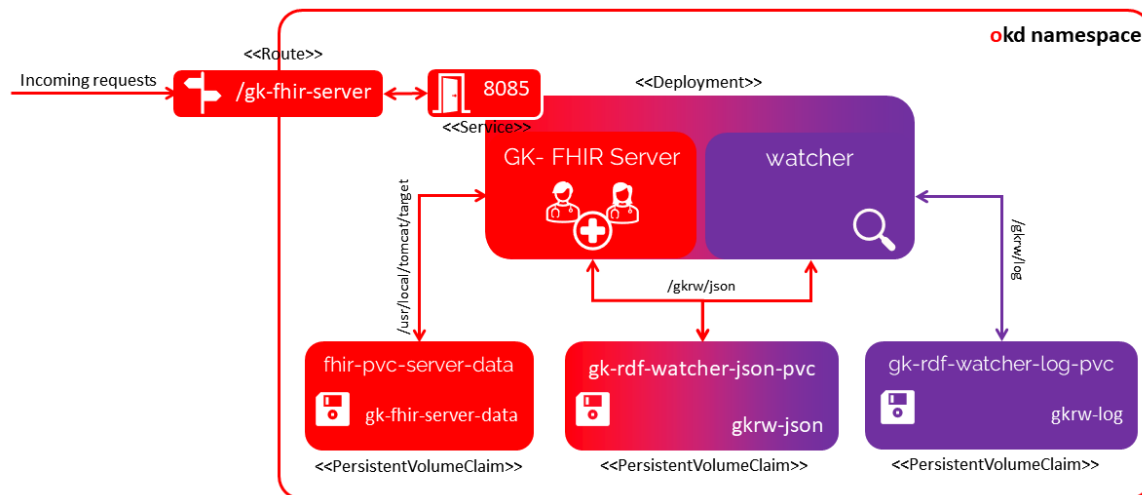 okd namespace
<<Route>>
Incoming requests
/gk-fhir-server
8085
<<Service>>
<<Deployment>>
GK- FHIR Server
watcher
/usr/local/tomcat/target
/gkrw/json
/gkrw/log
fhir-pvc-server-data
gk-fhir-server-data
<<PersistentVolumeClaim>>
gk-rdf-watcher-json-pvc
gkrw-json
<<PersistentVolumeClaim>>
gk-rdf-watcher-log-pvc
gkrw-log
<<PersistentVolumeClaim>>